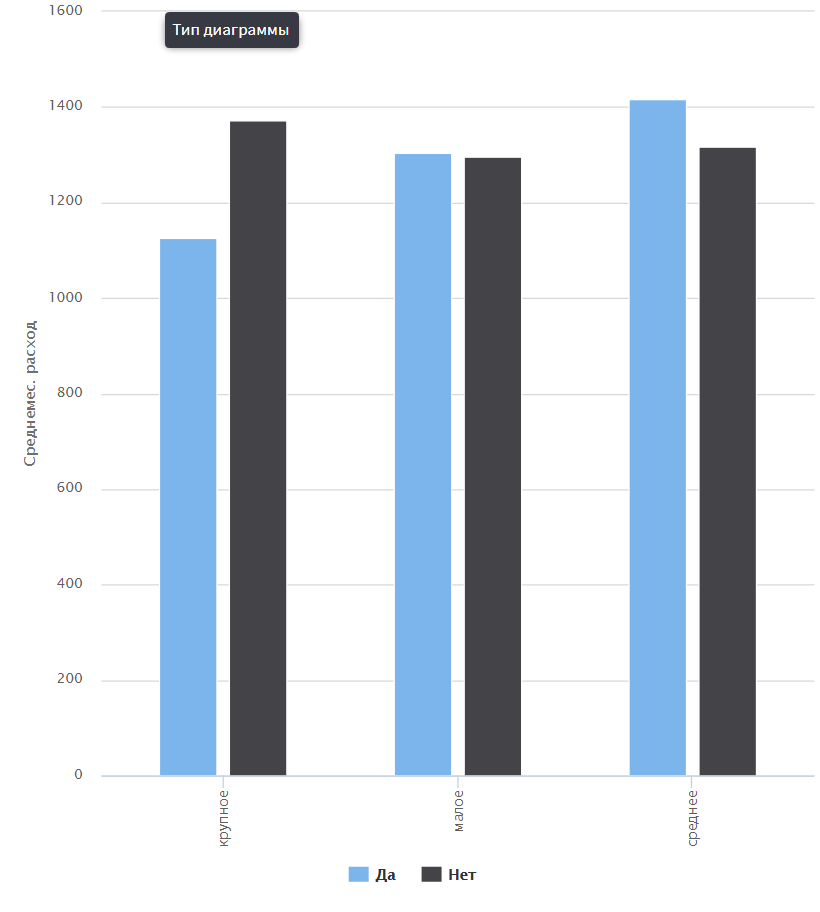 1600
Тип диаграммы
1400
1200
1000
800
600
400
200
0
Среднемес. расход
крупное
малое
среднее
Да
Нет